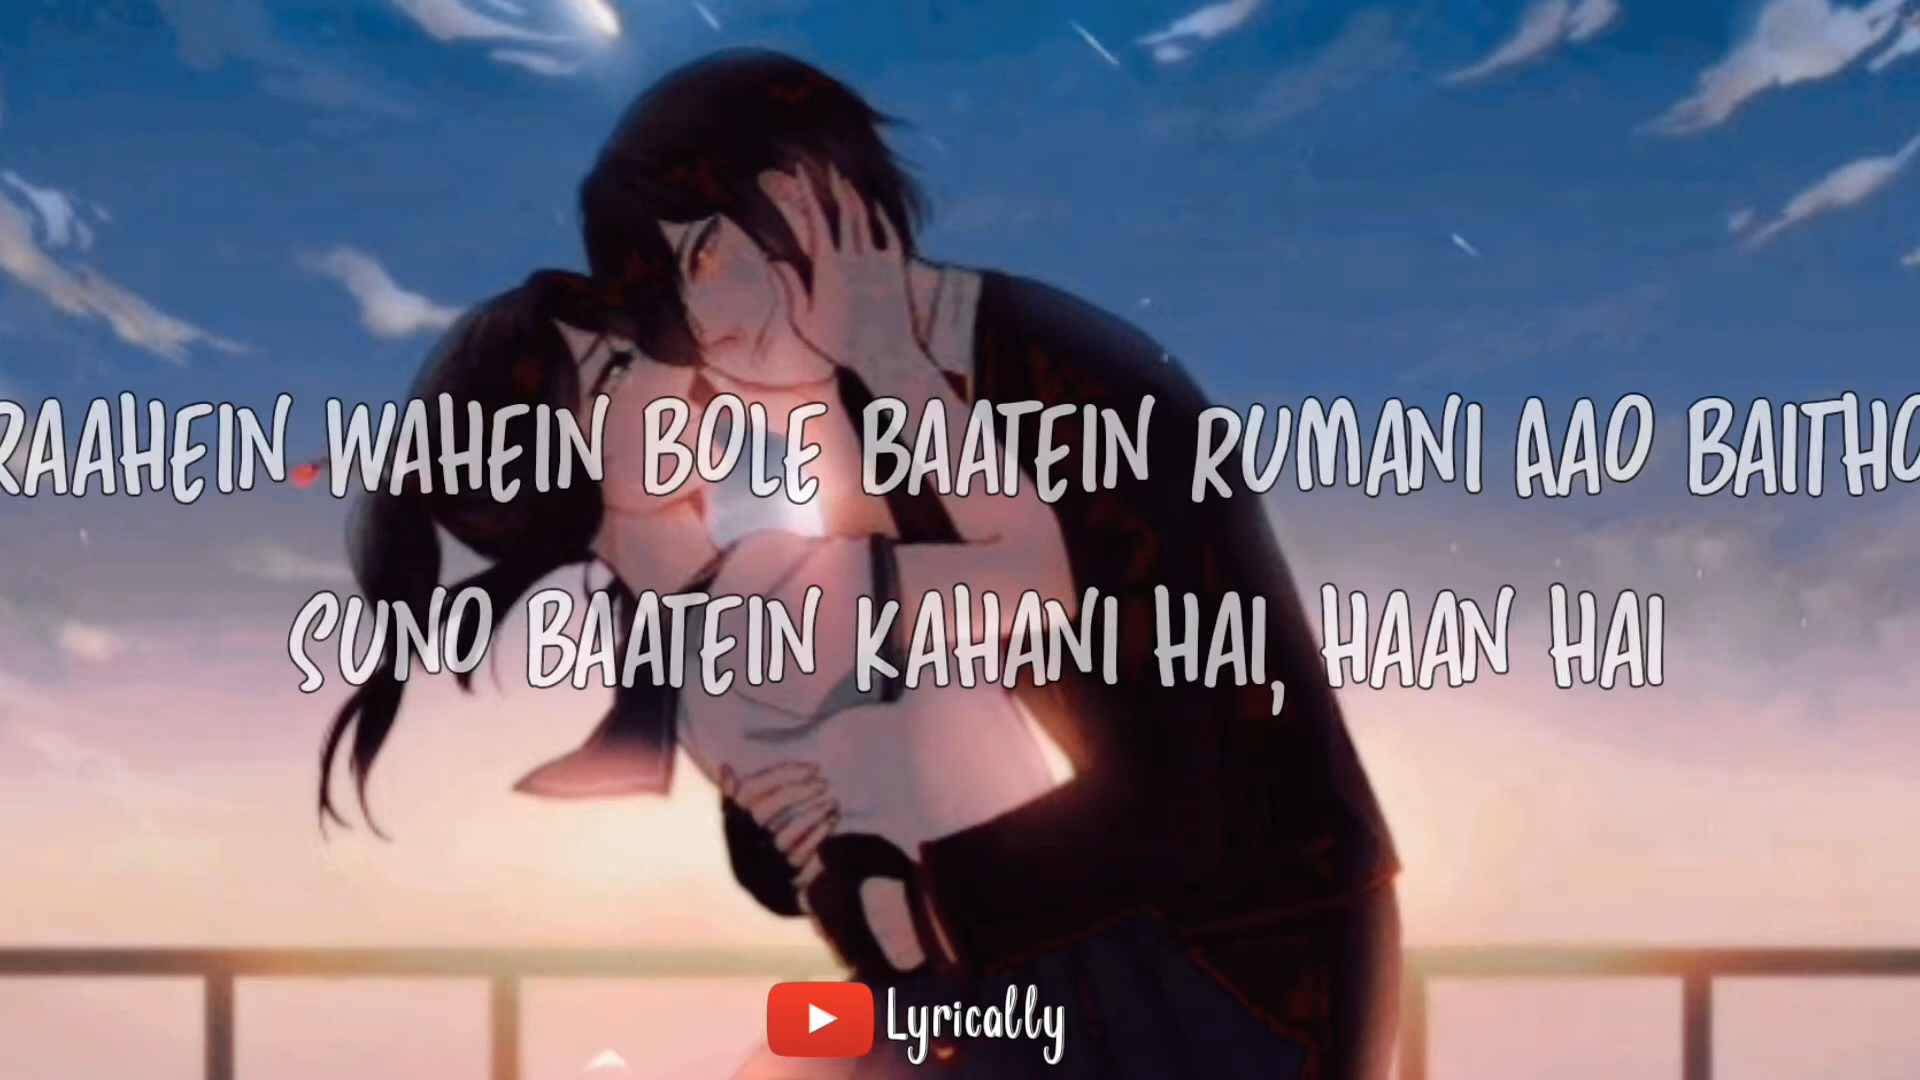 RAAHEIN WAHEIN BOLE BAATEIN RUMANI AAO BAITHO
SUNO BAATEIN KAHANI HAI, HAAN HAI
Lyrically